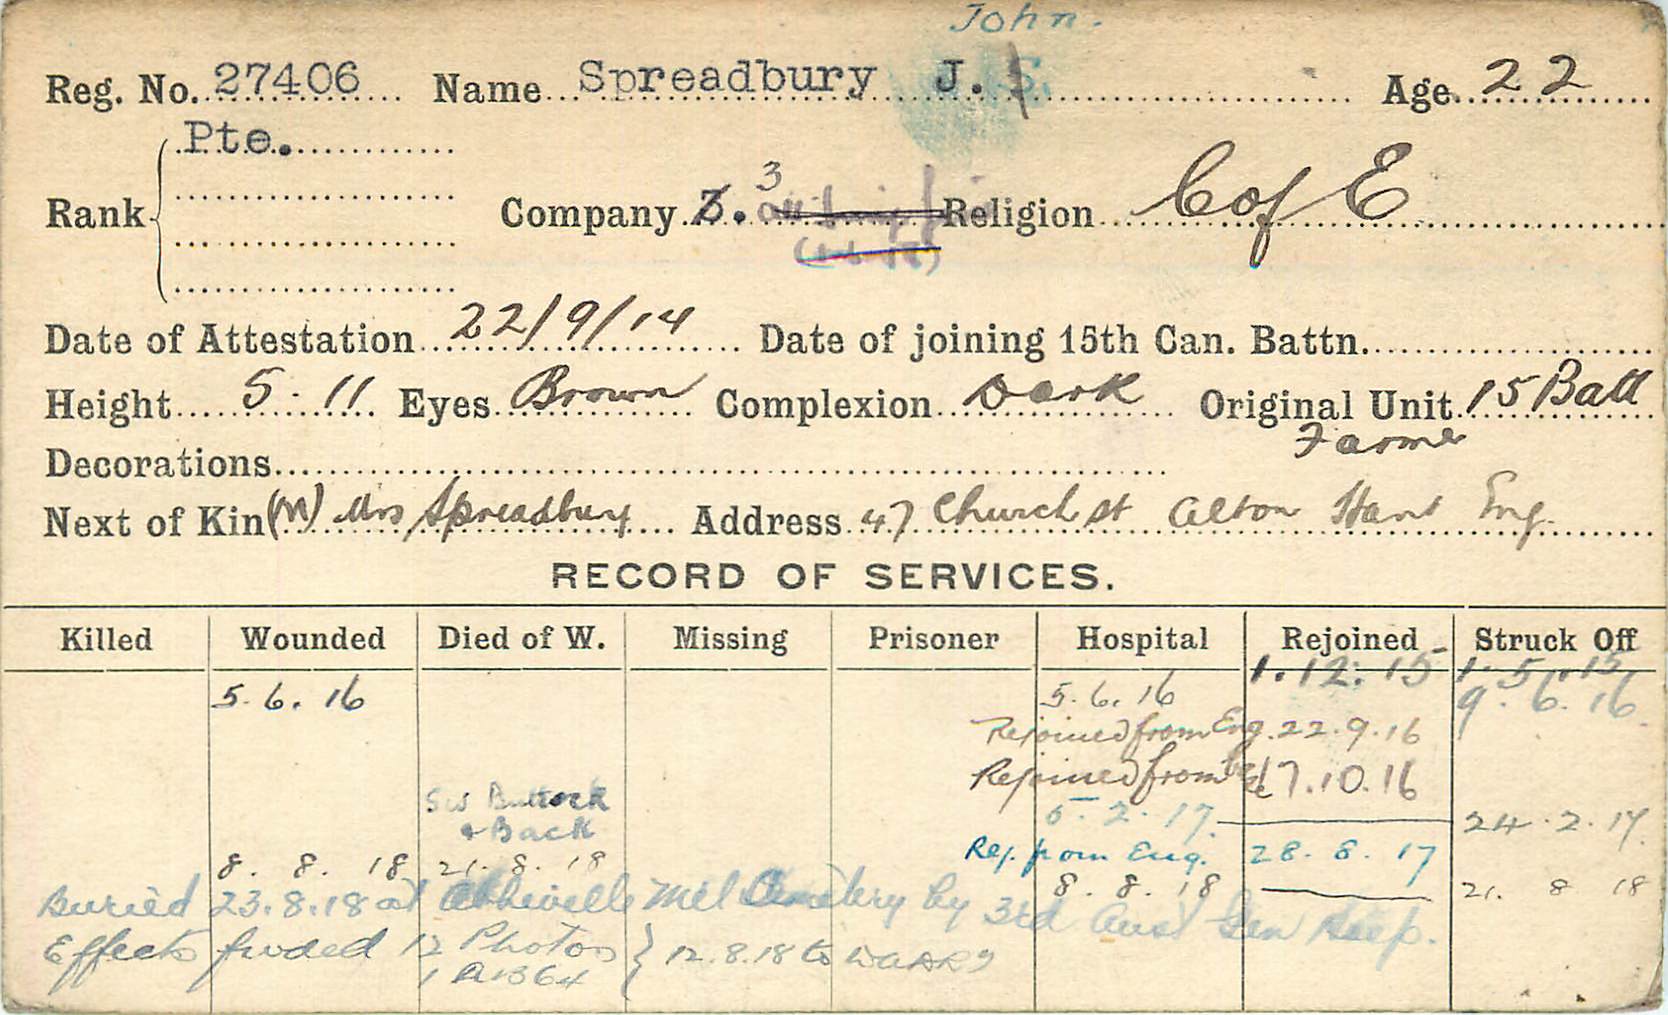 John.
Reg. No. 27406 Name Spreadbury J. S. Age 22
Pte.
3
Rank Company 3. Religion C of E
Date of Attestation 22/9/14 Date of joining 15th Can. Battn.
Height 5 11 Eyes Brown Complexion Dark Original Unit 15 Batt
Farmer
Decorations
Next of Kin (M) Mrs Spreadbury Address 47 Church st Alton Hant Eng.
RECORD OF SERVICES.
Killed Wounded Died of W. Missing Prisoner Hospital Rejoined Struck Off
1.12.15 1.5.15
5.6.16 5.6.16 9.6.16
Rejoined from Eng. 22.9.16
Rejoined from 7.10.16
SW Buttock
& Back
5.2.17. 24.2.17.
Rej. from Eng. 28.8.17
8.8.18 21.8.18 8.8.18 21.8.18
Buried 23.8.18 at Abbeville Mil Cemetery by 3rd Aust Gen Hosp.
Effects 12 Photos } 12.8.18 to
1 AB64